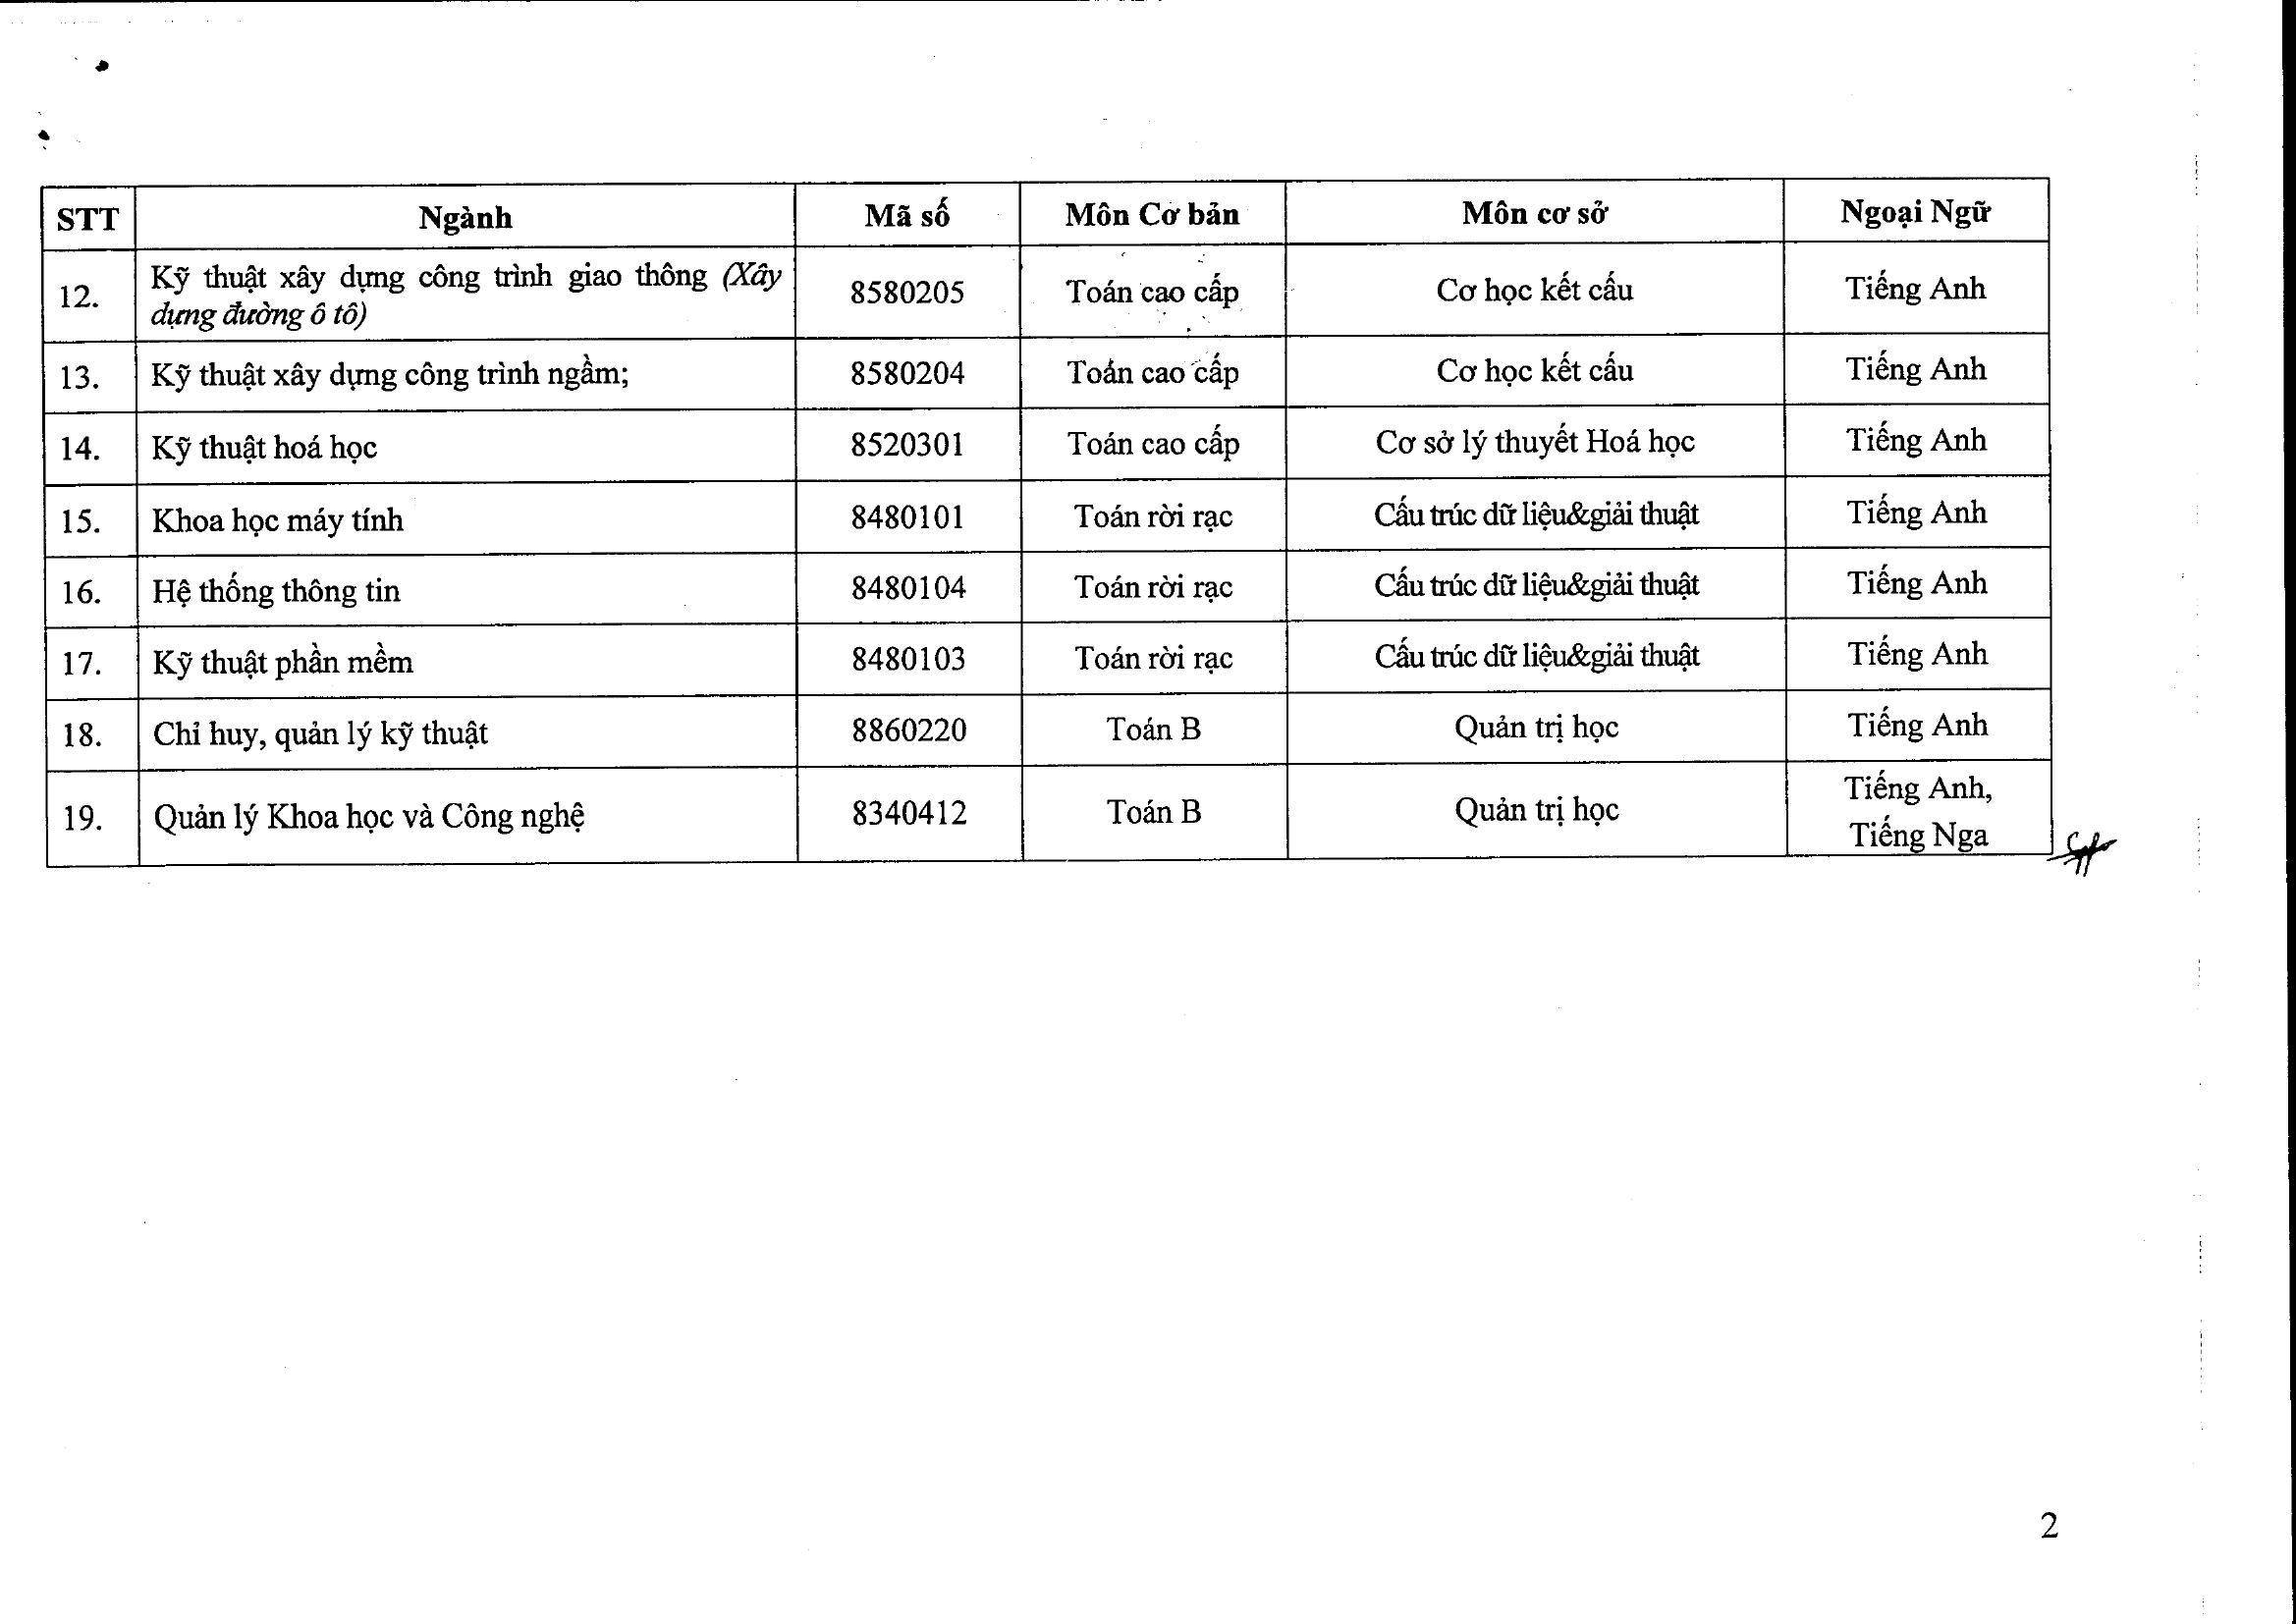 STT Ngành Mã số Môn Cơ bản Môn cơ sở Ngoại Ngữ
12. Kỹ thuật xây dựng công trình giao thông (Xây
dựng đường ô tô) 8580205 Toán cao cấp Cơ học kết cấu Tiếng Anh
13. Kỹ thuật xây dựng công trình ngầm; 8580204 Toán cao cấp Cơ học kết cấu Tiếng Anh
14. Kỹ thuật hoá học 8520301 Toán cao cấp Cơ sở lý thuyết Hoá học Tiếng Anh
15. Khoa học máy tính 8480101 Toán rời rạc Cấu trúc dữ liệu&giải thuật Tiếng Anh
16. Hệ thống thông tin 8480104 Toán rời rạc Cấu trúc dữ liệu&giải thuật Tiếng Anh
17. Kỹ thuật phần mềm 8480103 Toán rời rạc Cấu trúc dữ liệu&giải thuật Tiếng Anh
18. Chỉ huy, quản lý kỹ thuật 8860220 Toán B Quản trị học Tiếng Anh
19. Quản lý Khoa học và Công nghệ 8340412 Toán B Quản trị học Tiếng Anh,
Tiếng Nga
2